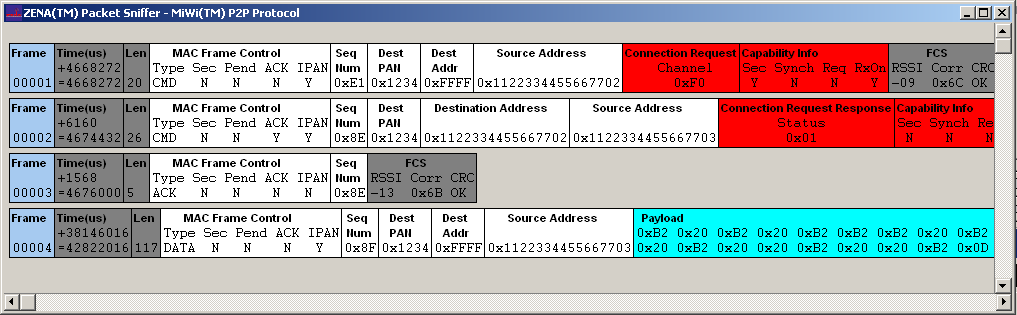 ZENA(TM) Packet Sniffer - MiWi(TM) P2P Protocol
Frame Time(us) Len MAC Frame Control Seq Dest Dest Source Address Connection Request Capability Info FCS
+4668272 Type Sec Pend ACK IPAN Num PAN Addr Channel Sec Synch Req RxOn RSSI Corr CRC
00001 =4668272 20 CMD N N N Y 0xE1 0x1234 0xFFFF 0x1122334455667702 0xF0 Y N N Y -09 0x6C OK
Frame Time(us) Len MAC Frame Control Seq Dest Destination Address Source Address Connection Request Response Capability Info
+6160 Type Sec Pend ACK IPAN Num PAN Status Sec Synch Re
00002 =4674432 26 CMD N N Y Y 0x8E 0x1234 0x1122334455667702 0x1122334455667703 0x01 N N N
Frame Time(us) Len MAC Frame Control Seq FCS
+1568 Type Sec Pend ACK IPAN Num RSSI Corr CRC
00003 =4676000 5 ACK N N N N 0x8E -13 0x6B OK
Frame Time(us) Len MAC Frame Control Seq Dest Dest Source Address Payload
+38146016 Type Sec Pend ACK IPAN Num PAN Addr 0xB2 0x20 0xB2 0x20 0xB2 0xB2 0x20 0x20 0xB2
00004 =42822016 117 DATA N N N Y 0x8F 0x1234 0xFFFF 0x1122334455667703 0x20 0xB2 0x20 0xB2 0x20 0x20 0x20 0xB2 0x0D